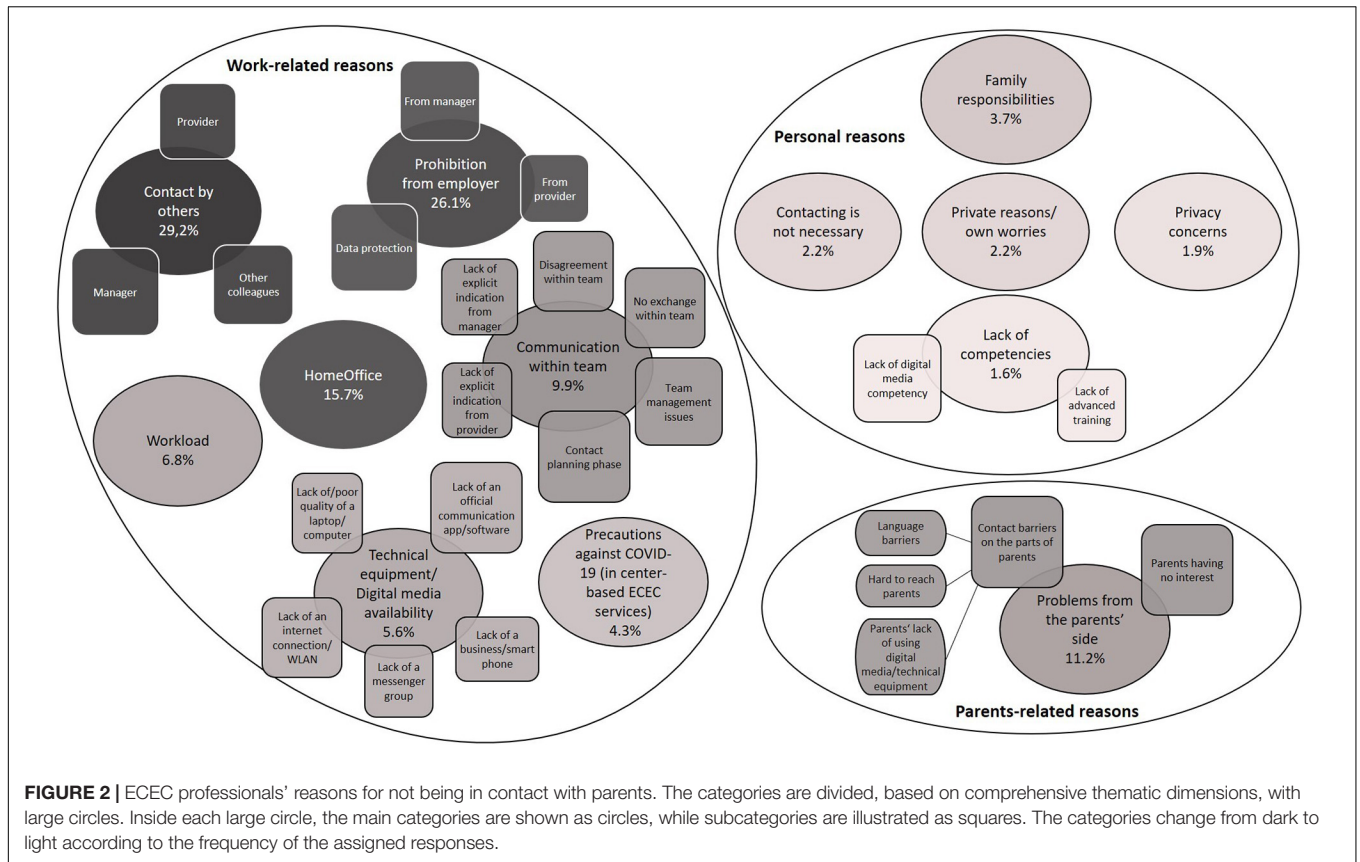 Work-related reasons
Provider
Contact by
others
29,2%
Manager
Other
colleagues
From manager
Prohibition
from employer
26.1%
From
provider
Data protection
Lack of
explicit
indication
from
manager
Disagreement
within team
No exchange
within team
Communication
within team
9.9%
Lack of
explicit
indication
from
provider
Team
management
issues
Contact
planning phase
HomeOffice
15.7%
Workload
6.8%
Lack of/poor
quality of a
laptop/
computer
Lack of an
official
communication
app/software
Technical
equipment/
Digital media
availability
5.6%
Lack of an
internet
connection/
WLAN
Lack of a
messenger
group
Lack of a
business/smart
phone
Precautions
against COVID-
19 (in center-
based ECEC
services)
4.3%
Personal reasons
Family
responsibilities
3.7%
Contacting is
not necessary
2.2%
Private reasons/
own worries
2.2%
Privacy
concerns
1.9%
Lack of
competencies
1.6%
Lack of digital
media
competency
Lack of
advanced
training
Language
barriers
Hard to reach
parents
Parents' lack
of using
digital
media/technical
equipment
Contact barriers
on the parts of
parents
Parents having
no interest
Problems from
the parents'
side
11.2%
Parents-related reasons
FIGURE 2 | ECEC professionals' reasons for not being in contact with parents. The categories are divided, based on comprehensive thematic dimensions, with
large circles. Inside each large circle, the main categories are shown as circles, while subcategories are illustrated as squares. The categories change from dark to
light according to the frequency of the assigned responses.